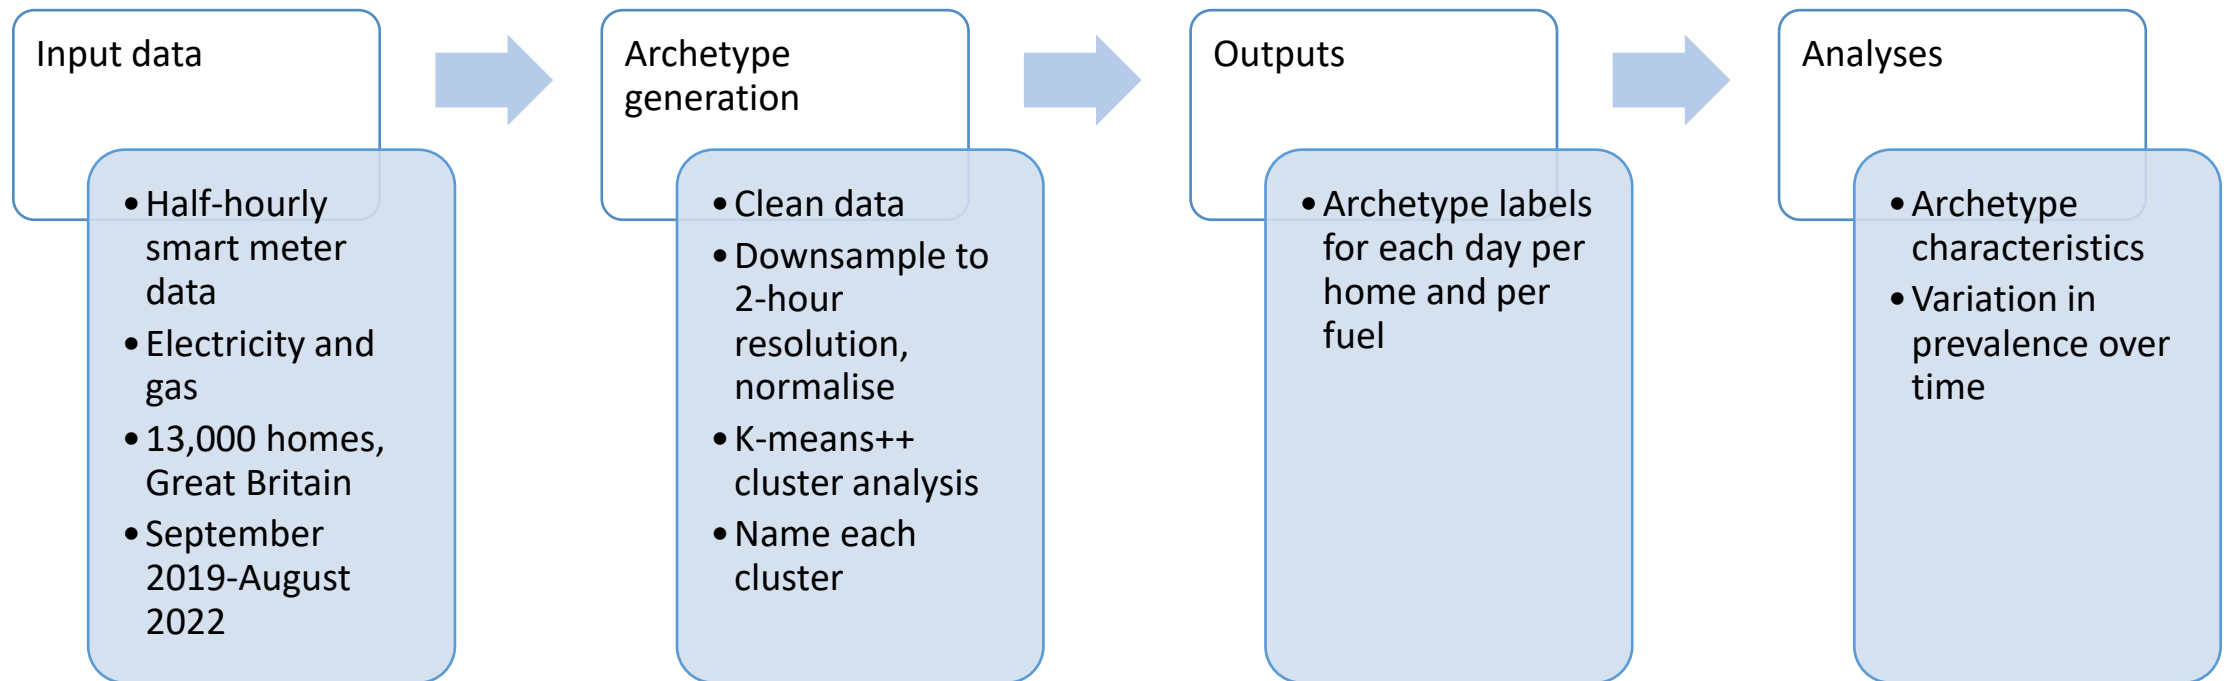 Input data
• Half-hourly
smart meter
data
• Electricity and
gas
• 13,000 homes,
Great Britain
• September
2019-August
2022
Archetype
generation
• Clean data
• Downsample to
2-hour
resolution,
normalise
• K-means++
cluster analysis
• Name each
cluster
Outputs
• Archetype labels
for each day per
home and per
fuel
Analyses
• Archetype
characteristics
• Variation in
prevalence over
time